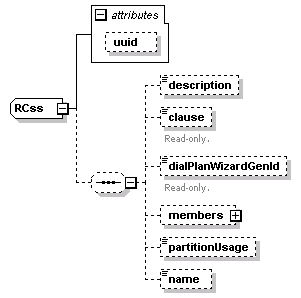 attributes
uuid
RCss
description
clause
Read-only.
dialPlanWizardGenId
Read-only.
members
partitionUsage
name